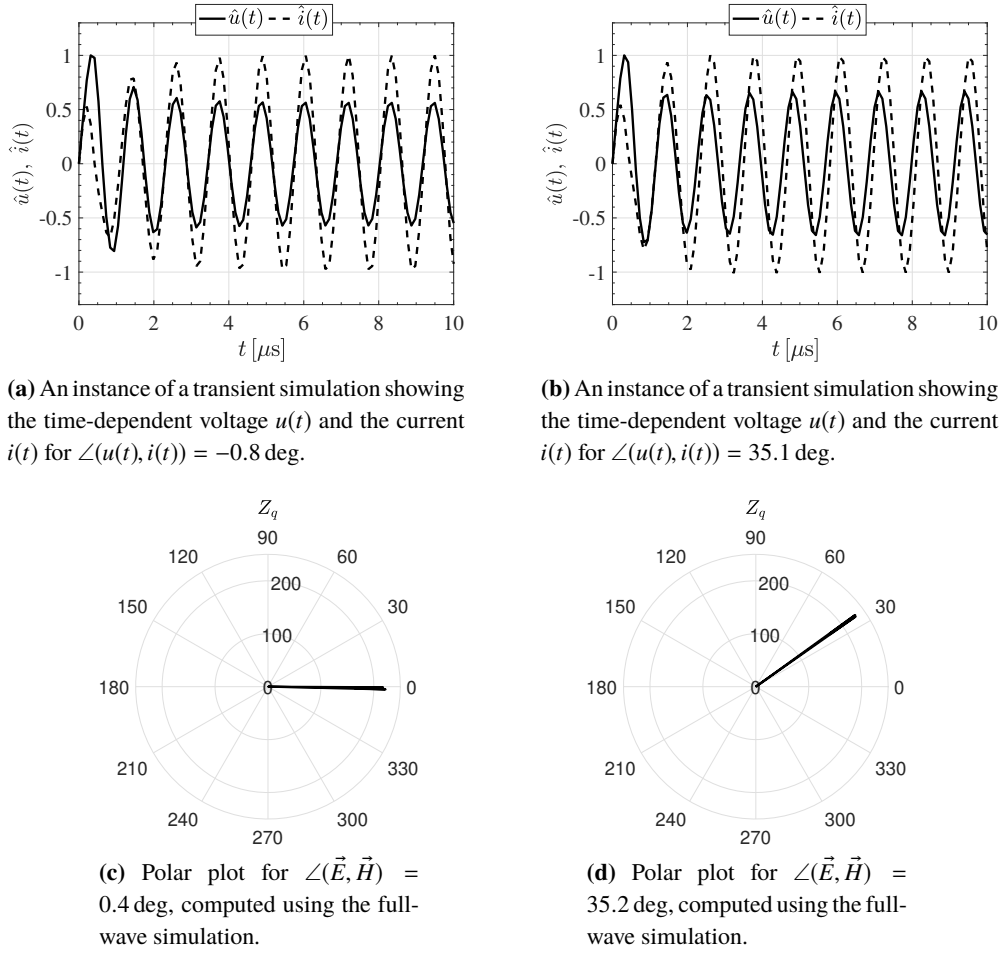 û(t) î(t)
1
0.5
0
-0.5
-1
û(t), î(t)
0 2 4 6 8 10
t [μs]
(a) An instance of a transient simulation showing
the time-dependent voltage u(t) and the current
i(t) for ∠(u(t), i(t)) = −0.8 deg.
û(t) î(t)
1
0.5
0
-0.5
-1
û(t), î(t)
0 2 4 6 8 10
t [μs]
(b) An instance of a transient simulation showing
the time-dependent voltage u(t) and the current
i(t) for ∠(u(t), i(t)) = 35.1 deg.
Z_q
90
120 60
200
150 30
100
180 0 0
210 330
240 300
270
(c) Polar plot for ∠(E⃗, H⃗) =
0.4 deg, computed using the full-
wave simulation.
Z_q
90
120 60
200
150 30
100
180 0 0
210 330
240 300
270
(d) Polar plot for ∠(E⃗, H⃗) =
35.2 deg, computed using the full-
wave simulation.